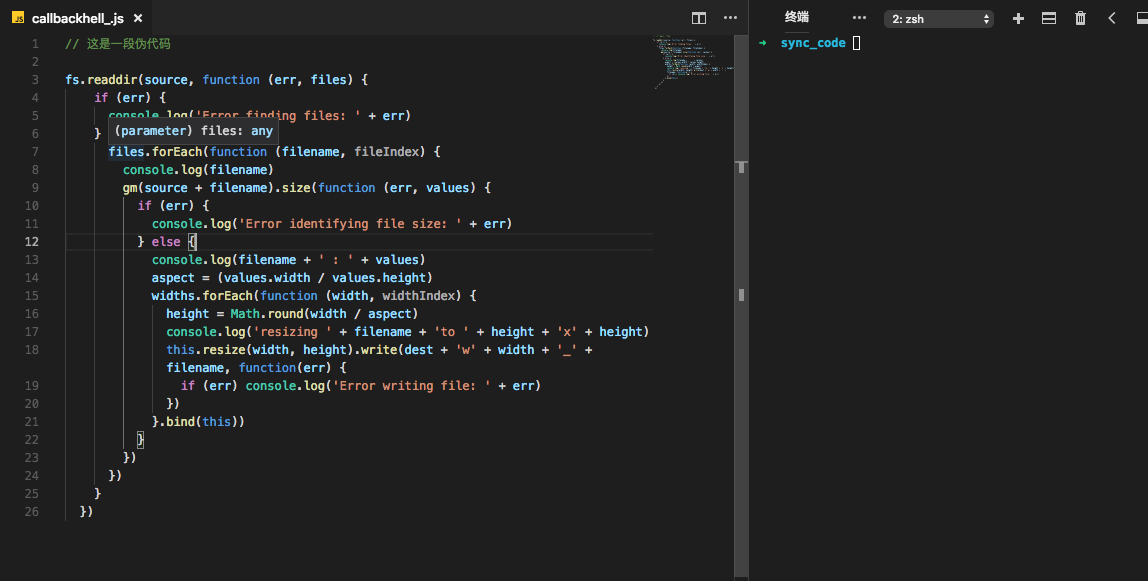 JS callbackhell_.js ×
1 // 这是一段伪代码
2
3 fs.readdir(source, function (err, files) {
4 if (err) {
5 console.log('Error finding files: ' + err)
6 }
(parameter) files: any
7 files.forEach(function (filename, fileIndex) {
8 console.log(filename)
9 gm(source + filename).size(function (err, values) {
10 if (err) {
11 console.log('Error identifying file size: ' + err)
12 } else {
13 console.log(filename + ' : ' + values)
14 aspect = (values.width / values.height)
15 widths.forEach(function (width, widthIndex) {
16 height = Math.round(width / aspect)
17 console.log('resizing ' + filename + 'to ' + height + 'x' + height)
18 this.resize(width, height).write(dest + 'w' + width + '_' +
filename, function(err) {
19 if (err) console.log('Error writing file: ' + err)
20 })
21 }.bind(this))
22 }
23 })
24 })
25 }
26 })
终端
2: zsh
→ sync_code